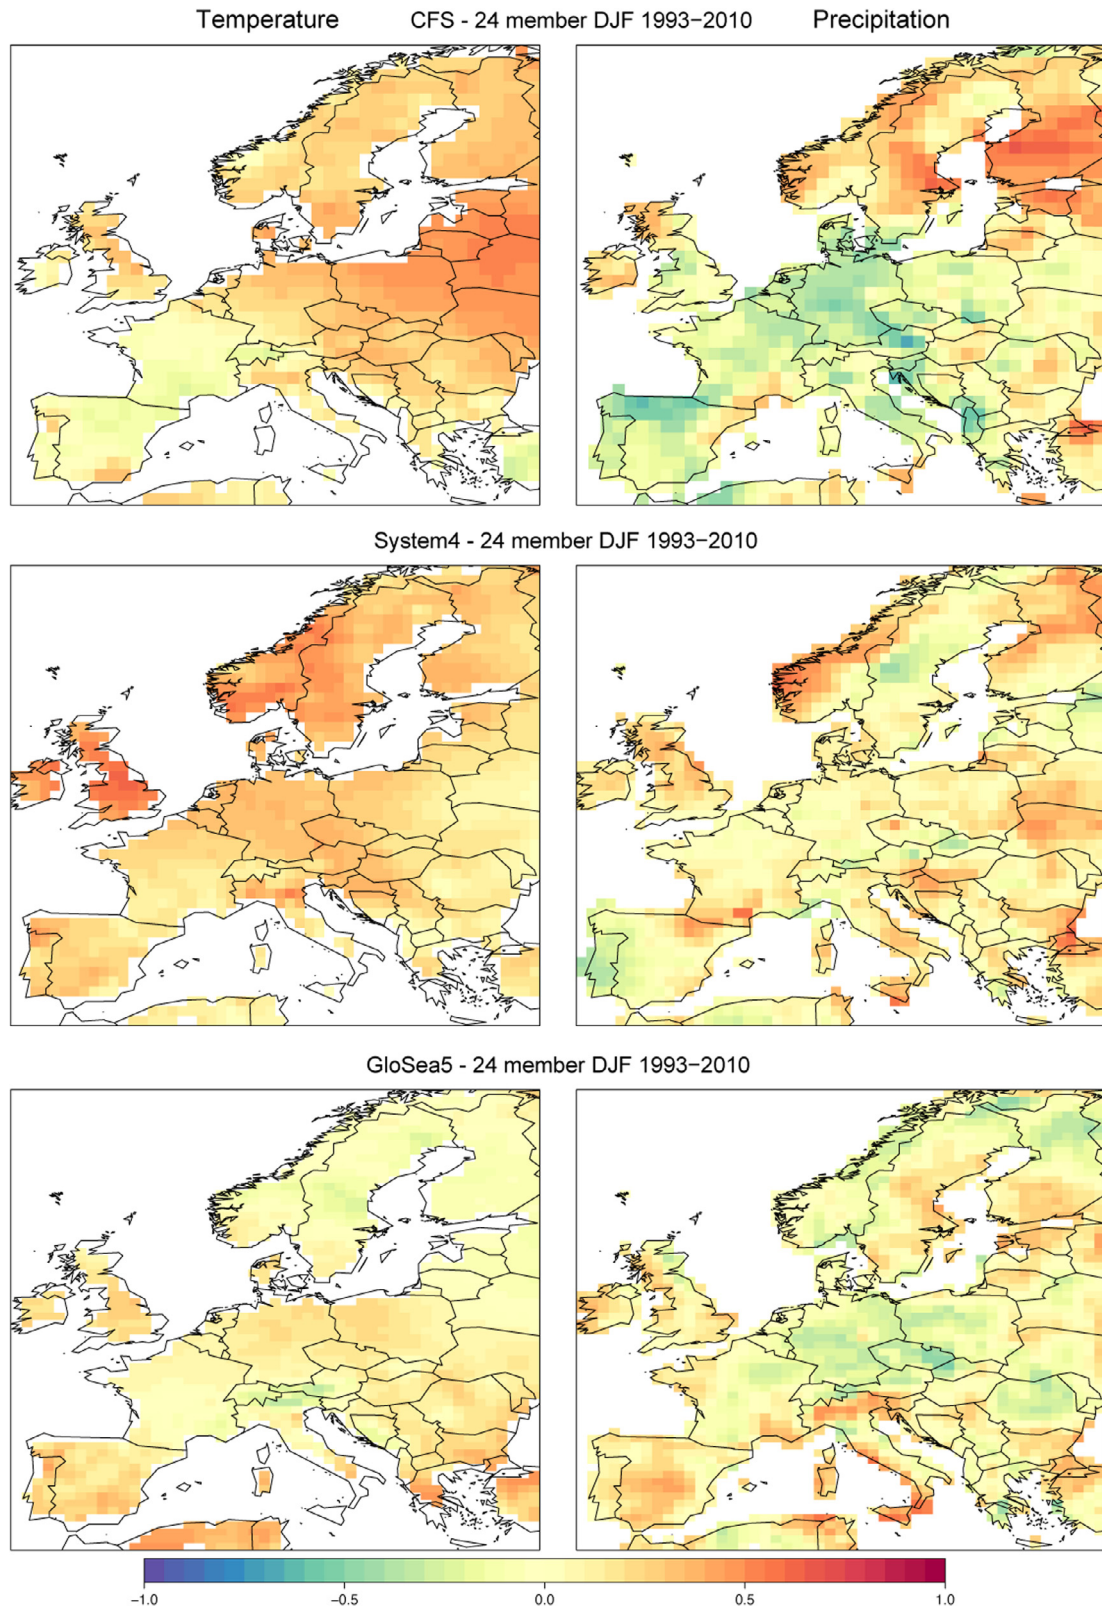 Temperature CFS - 24 member DJF 1993−2010 Precipitation
System4 - 24 member DJF 1993−2010
GloSea5 - 24 member DJF 1993−2010
−1.0 −0.5 0.0 0.5 1.0